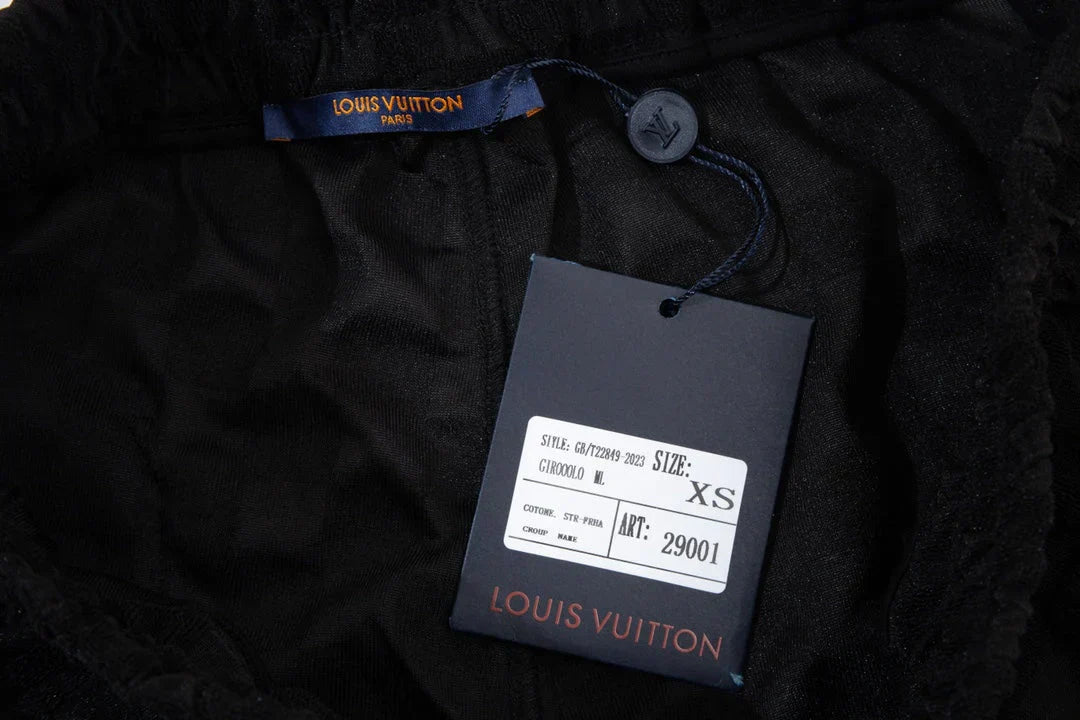 LOUIS VUITTON
PARIS
LV
STYLE: GB/T22849-2023 SIZE:
GIROOOLO ML
XS
COTONE. STR-FRHA
CROUP NAME
ART: 29001
LOUIS VUITTON